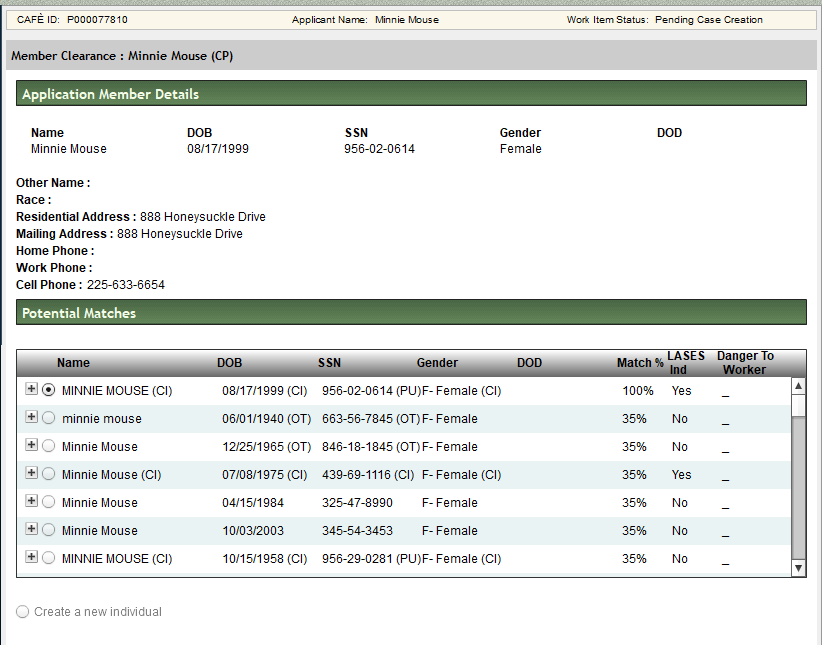 CAFÉ ID: P000077810 Applicant Name: Minnie Mouse Work Item Status: Pending Case Creation
Member Clearance : Minnie Mouse (CP)
Application Member Details
Name DOB SSN Gender DOD
Minnie Mouse 08/17/1999 956-02-0614 Female
Other Name :
Race :
Residential Address : 888 Honeysuckle Drive
Mailing Address : 888 Honeysuckle Drive
Home Phone :
Work Phone :
Cell Phone : 225-633-6654
Potential Matches
Name DOB SSN Gender DOD Match % LASES Ind Danger To Worker
MINNIE MOUSE (CI) 08/17/1999 (CI) 956-02-0614 (PU) F- Female (CI) 100% Yes _
minnie mouse 06/01/1940 (OT) 663-56-7845 (OT) F- Female 35% No _
Minnie Mouse 12/25/1965 (OT) 846-18-1845 (OT) F- Female 35% No _
Minnie Mouse (CI) 07/08/1975 (CI) 439-69-1116 (CI) F- Female (CI) 35% Yes _
Minnie Mouse 04/15/1984 325-47-8990 F- Female 35% No _
Minnie Mouse 10/03/2003 345-54-3453 F- Female 35% No _
MINNIE MOUSE (CI) 10/15/1958 (CI) 956-29-0281 (PU) F- Female (CI) 35% No _
Create a new individual